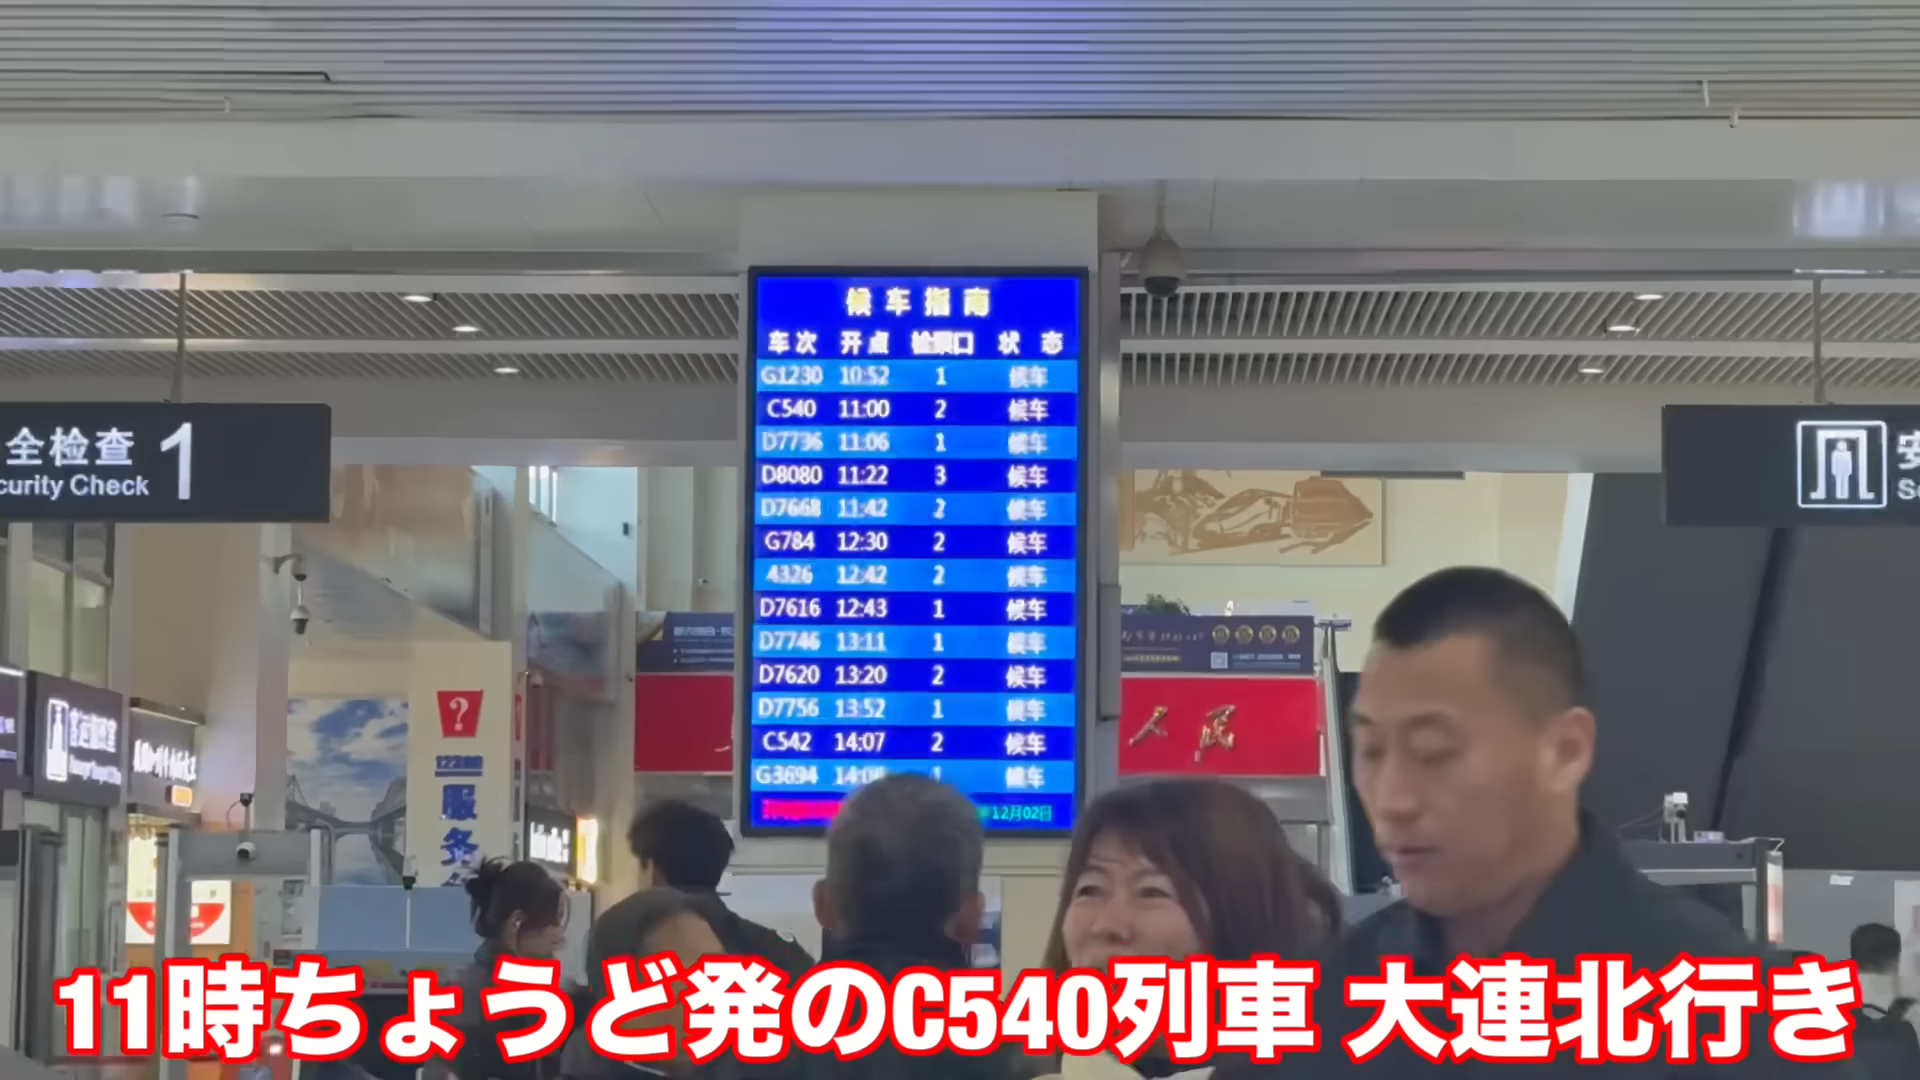 候车指南
车次 开点 检票口 状态
G1230 10:52 1 候车
C540 11:00 2 候车
D7736 11:06 1 候车
D8080 11:22 3 候车
D7668 11:42 2 候车
G784 12:30 2 候车
4326 12:42 2 候车
D7616 12:43 1 候车
D7746 13:11 1 候车
D7620 13:20 2 候车
D7756 13:52 1 候车
C542 14:07 2 候车
G3694 14:0 1 候车
12月02日
全检查 1
curity Check
安
人民
?
12306
服务
11時ちょうど発のC540列車 大連北行き